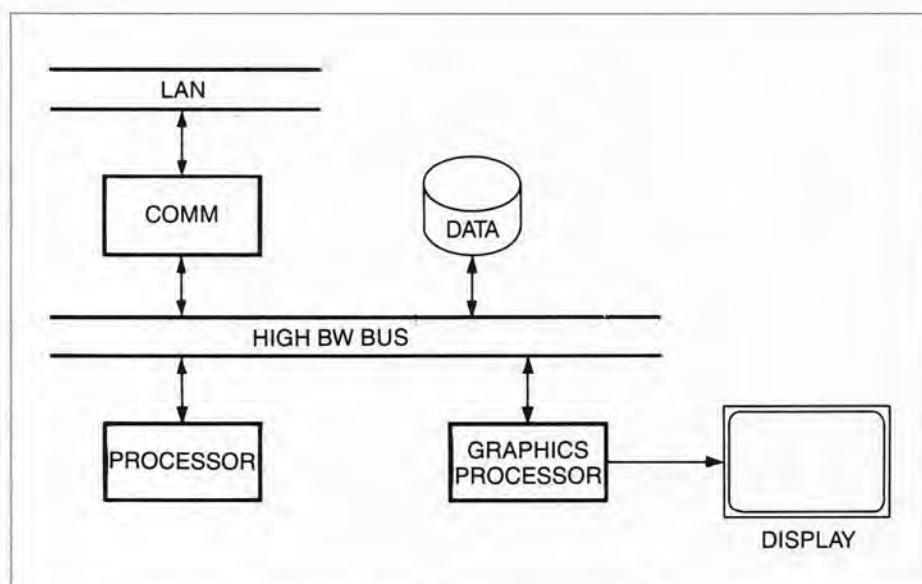 LAN
COMM
DATA
HIGH BW BUS
PROCESSOR
GRAPHICS
PROCESSOR
DISPLAY